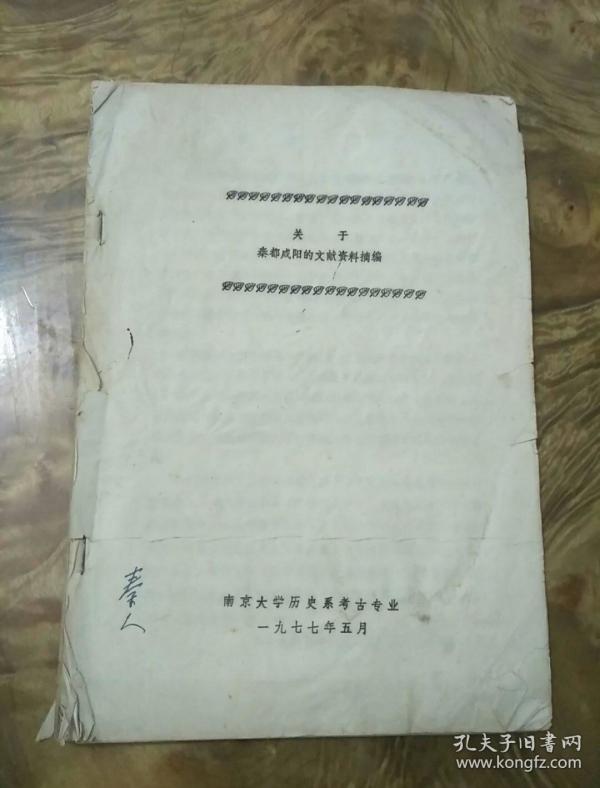 关于
秦都咸阳的文献资料摘编
秦人
南京大学历史系考古专业
一九七七年五月
孔夫子旧书网
www.kongfz.com